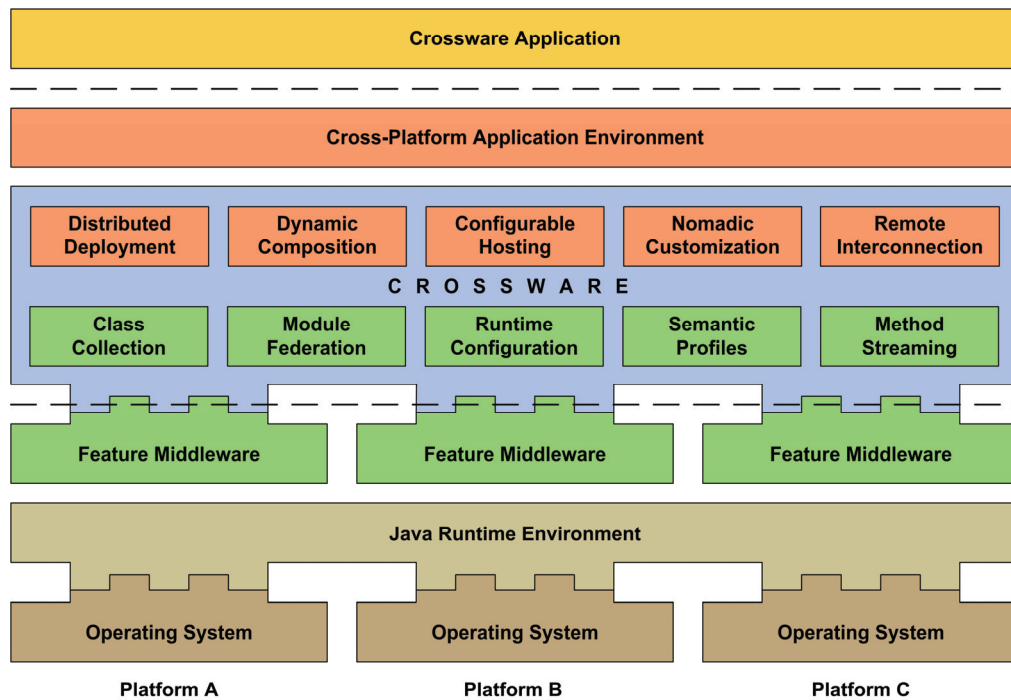 Crossware Application
Cross-Platform Application Environment
Distributed
Deployment
Dynamic
Composition
Configurable
Hosting
Nomadic
Customization
Remote
Interconnection
C R O S S W A R E
Class
Collection
Module
Federation
Runtime
Configuration
Semantic
Profiles
Method
Streaming
Feature Middleware
Feature Middleware
Feature Middleware
Java Runtime Environment
Operating System
Operating System
Operating System
Platform A
Platform B
Platform C